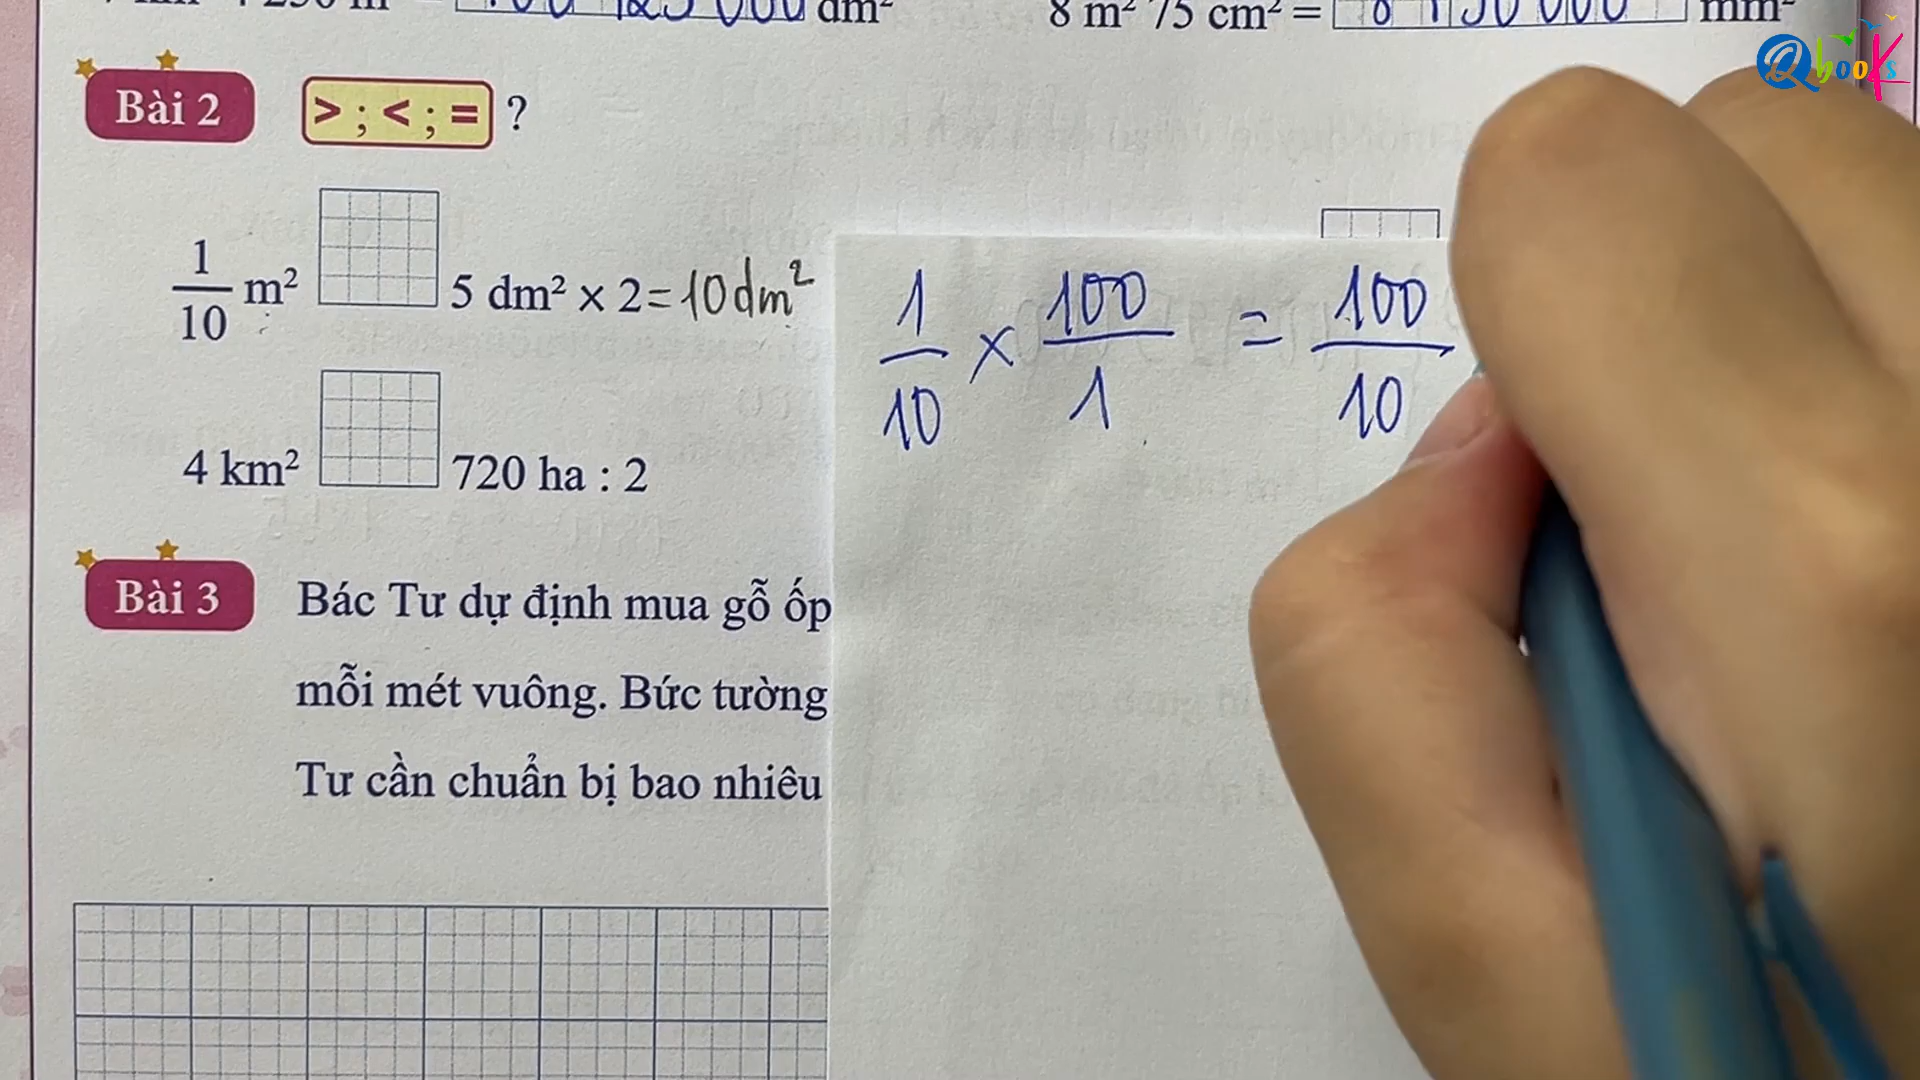 dm²
8 m² 75 cm² = mm²
Bài 2 > ; < ; = ?
1/10 m² 5 dm² × 2 = 10dm²
4 km² 720 ha : 2
1/10 × 100/1 = 100/10
Bài 3 Bác Tư dự định mua gỗ ốp
mỗi mét vuông. Bức tường
Tư cần chuẩn bị bao nhiêu
Qbooks